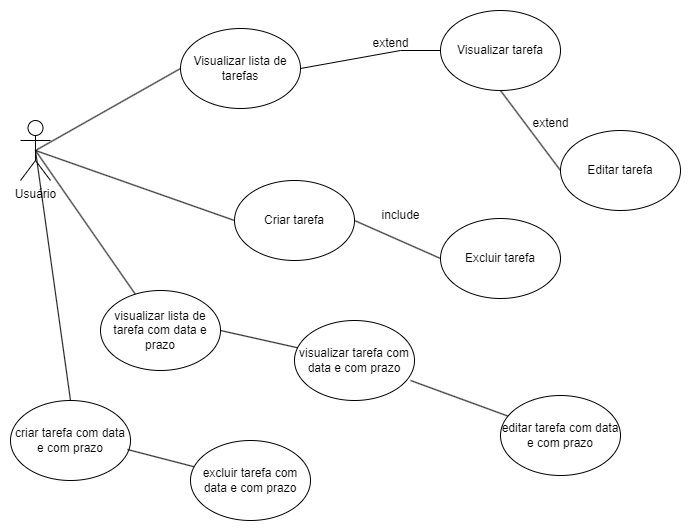 extend
Visualizar tarefa
Visualizar lista de
tarefas
extend
Editar tarefa
Usuário
Criar tarefa
include
Excluir tarefa
visualizar lista de
tarefa com data e
prazo
visualizar tarefa com
data e com prazo
criar tarefa com data
e com prazo
editar tarefa com data
e com prazo
excluir tarefa com
data e com prazo